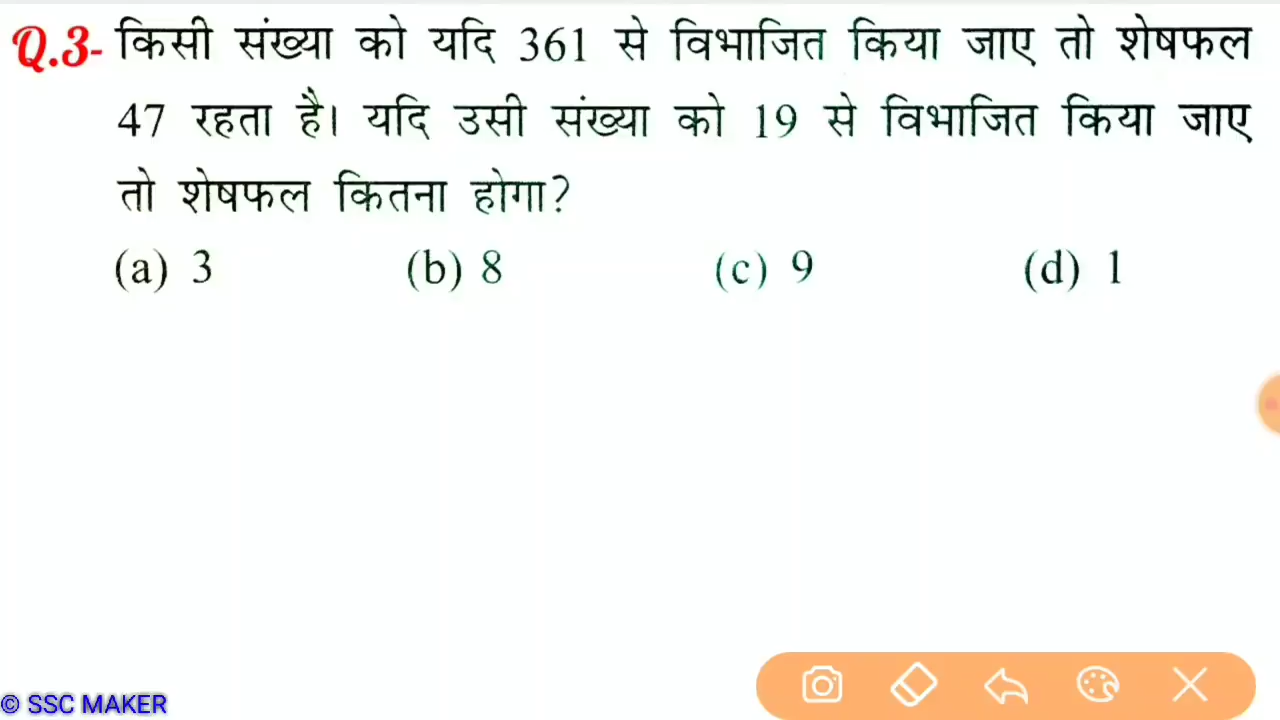 Q.3- किसी संख्या को यदि 361 से विभाजित किया जाए तो शेषफल
47 रहता है। यदि उसी संख्या को 19 से विभाजित किया जाए
तो शेषफल कितना होगा?
(a) 3 (b) 8 (c) 9 (d) 1
© SSC MAKER